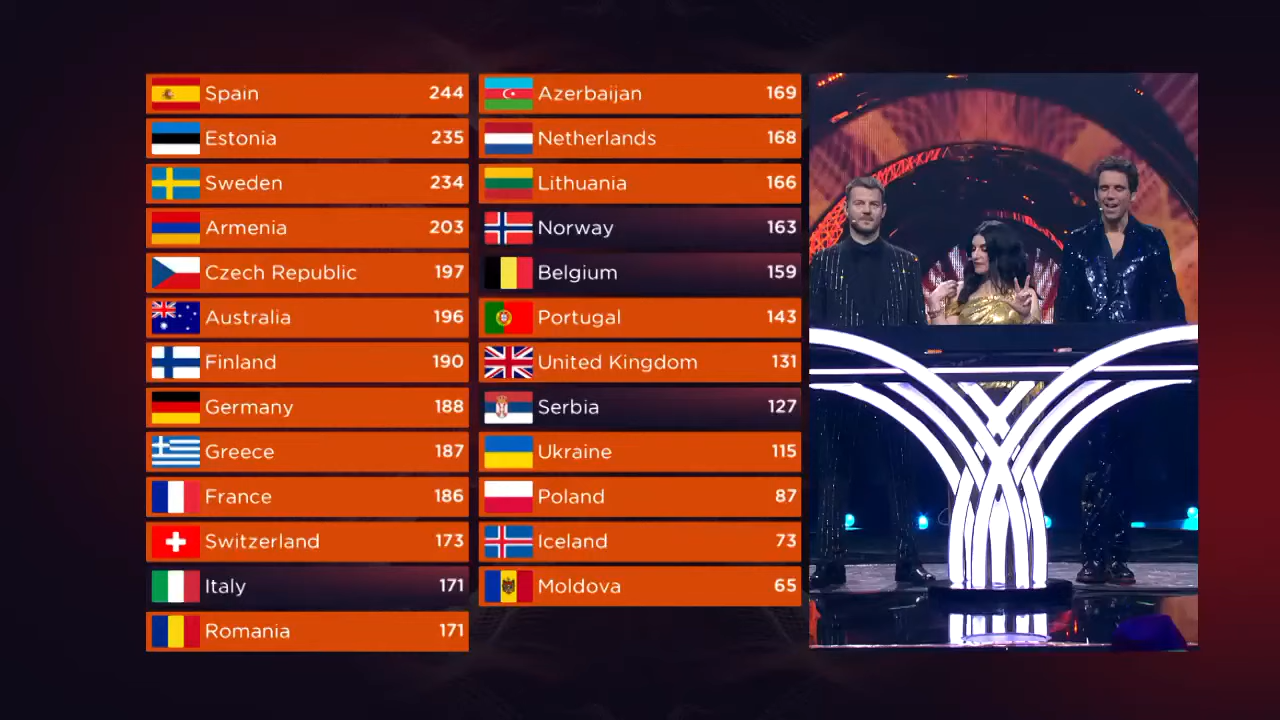 Spain 244
Estonia 235
Sweden 234
Armenia 203
Czech Republic 197
Australia 196
Finland 190
Germany 188
Greece 187
France 186
Switzerland 173
Italy 171
Romania 171
Azerbaijan 169
Netherlands 168
Lithuania 166
Norway 163
Belgium 159
Portugal 143
United Kingdom 131
Serbia 127
Ukraine 115
Poland 87
Iceland 73
Moldova 65